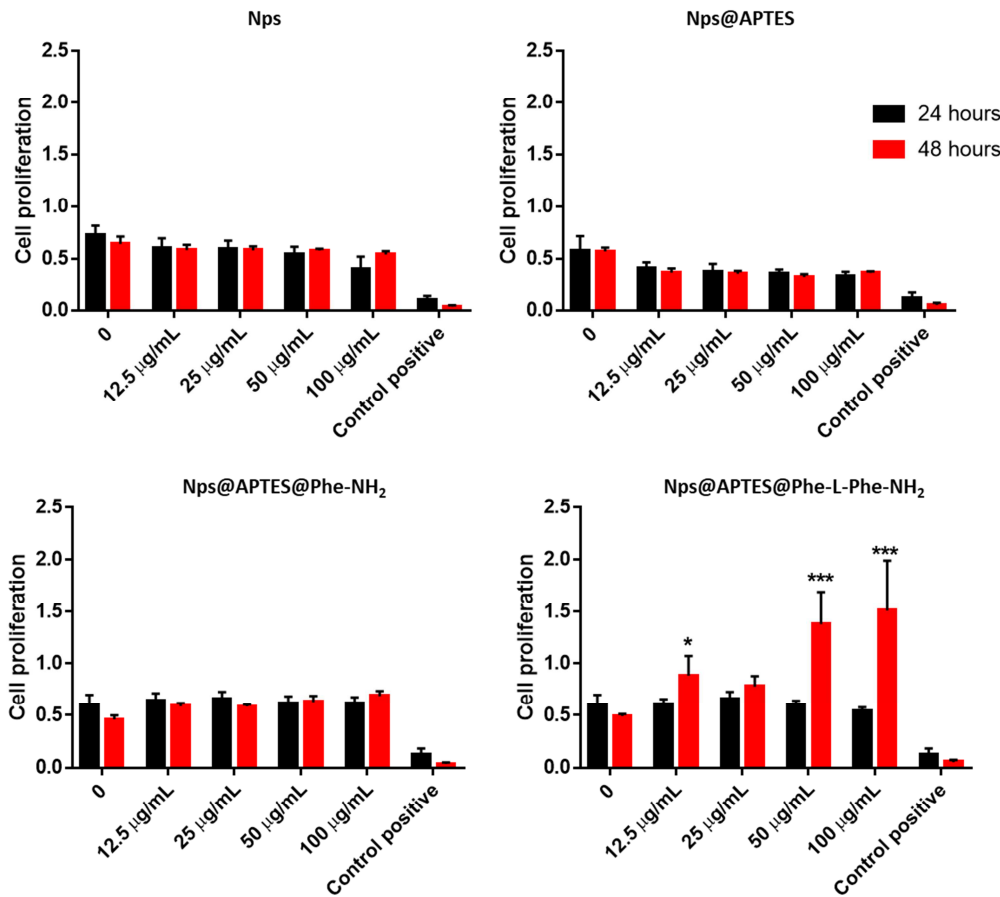 Nps
Cell proliferation
2.5
2.0
1.5
1.0
0.5
0.0
0
12.5 μg/mL
25 μg/mL
50 μg/mL
100 μg/mL
Control positive
Nps@APTES
Cell proliferation
2.5
2.0
1.5
1.0
0.5
0.0
0
12.5 μg/mL
25 μg/mL
50 μg/mL
100 μg/mL
Control positive
24 hours
48 hours
Nps@APTES@Phe-NH₂
Cell proliferation
2.5
2.0
1.5
1.0
0.5
0.0
0
12.5 μg/mL
25 μg/mL
50 μg/mL
100 μg/mL
Control positive
Nps@APTES@Phe-L-Phe-NH₂
Cell proliferation
2.5
2.0
1.5
1.0
0.5
0.0
*
***
***
0
12.5 μg/mL
25 μg/mL
50 μg/mL
100 μg/mL
Control positive